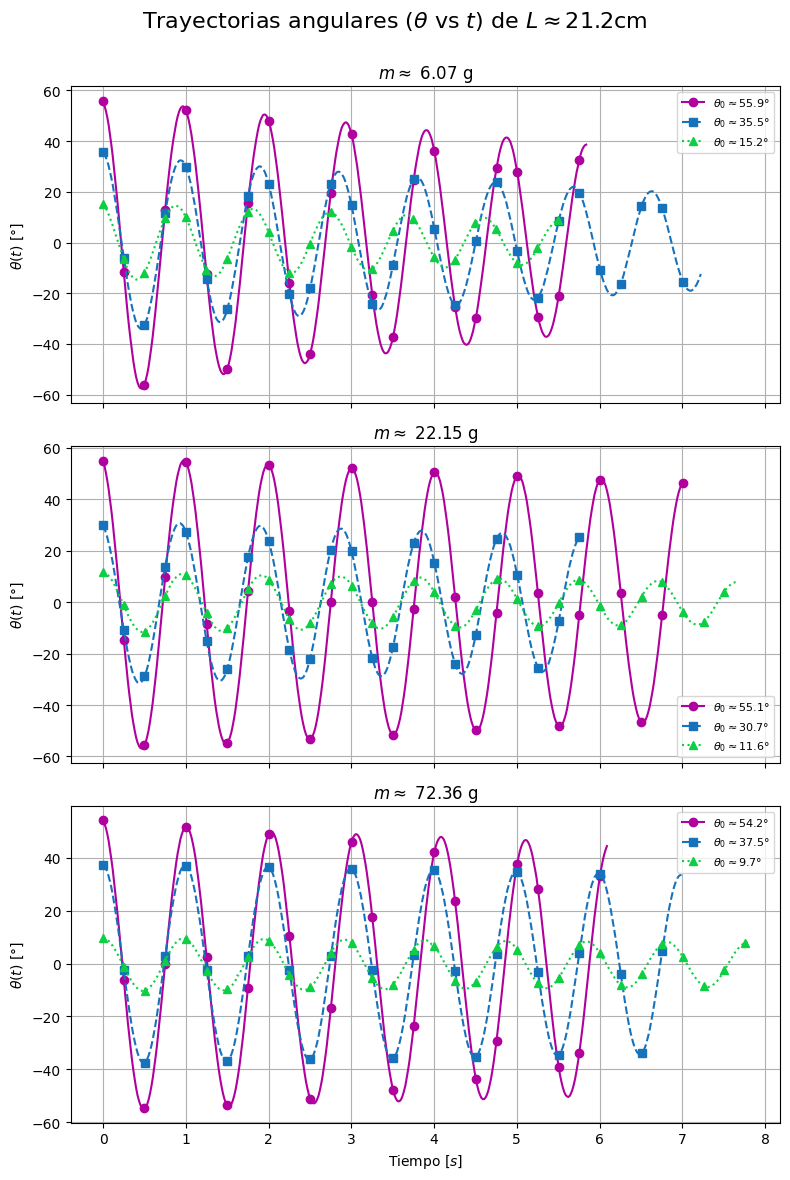 Trayectorias angulares (θ vs t) de L ≈ 21.2cm
m ≈ 6.07 g
θ(t) [°]
60
40
20
0
−20
−40
−60
θ₀ ≈ 55.9°
θ₀ ≈ 35.5°
θ₀ ≈ 15.2°
m ≈ 22.15 g
θ(t) [°]
60
40
20
0
−20
−40
−60
θ₀ ≈ 55.1°
θ₀ ≈ 30.7°
θ₀ ≈ 11.6°
m ≈ 72.36 g
θ(t) [°]
40
20
0
−20
−40
−60
θ₀ ≈ 54.2°
θ₀ ≈ 37.5°
θ₀ ≈ 9.7°
0 1 2 3 4 5 6 7 8
Tiempo [s]